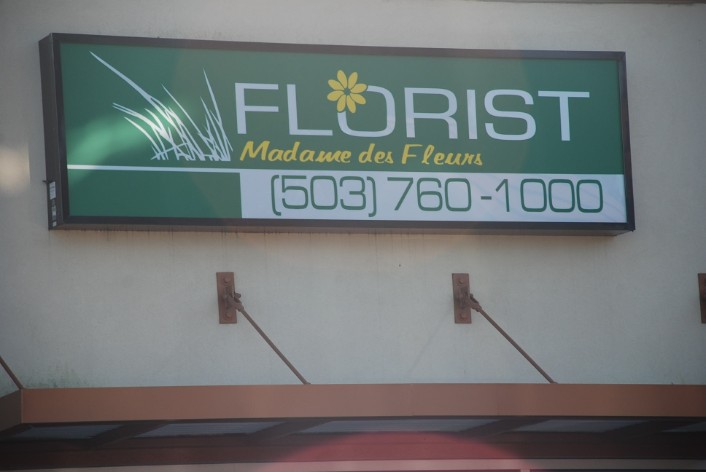 FLORIST
Madame des Fleurs
(503) 760-1000